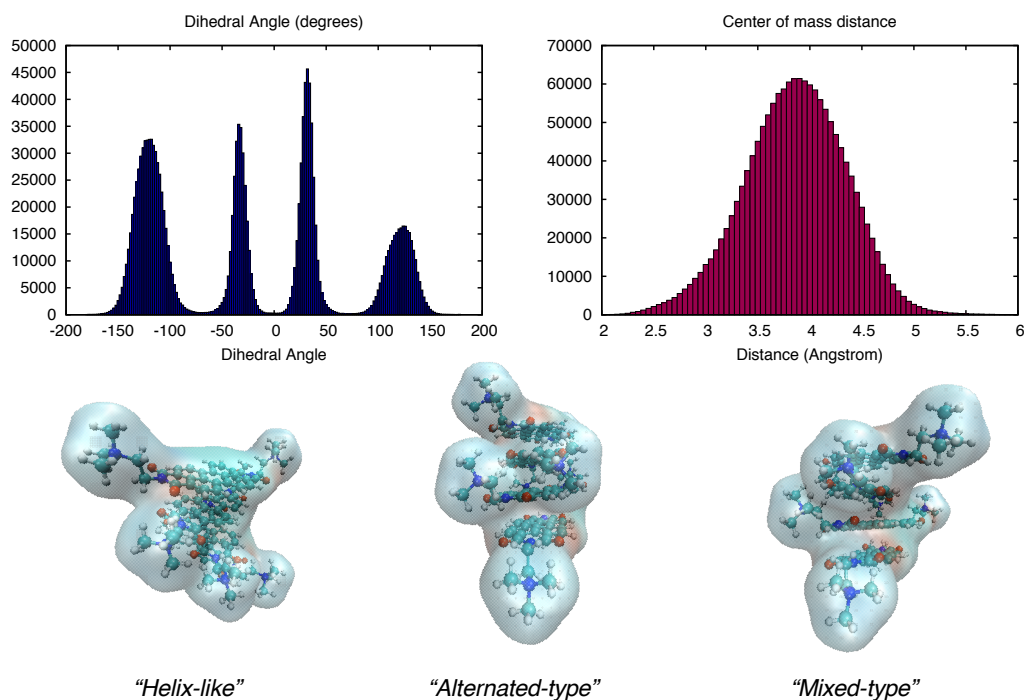 Dihedral Angle (degrees)
50000
45000
40000
35000
30000
25000
20000
15000
10000
5000
0
-200 -150 -100 -50 0 50 100 150 200
Dihedral Angle
Center of mass distance
70000
60000
50000
40000
30000
20000
10000
0
2 2.5 3 3.5 4 4.5 5 5.5 6
Distance (Angstrom)
“Helix-like” “Alternated-type” “Mixed-type”